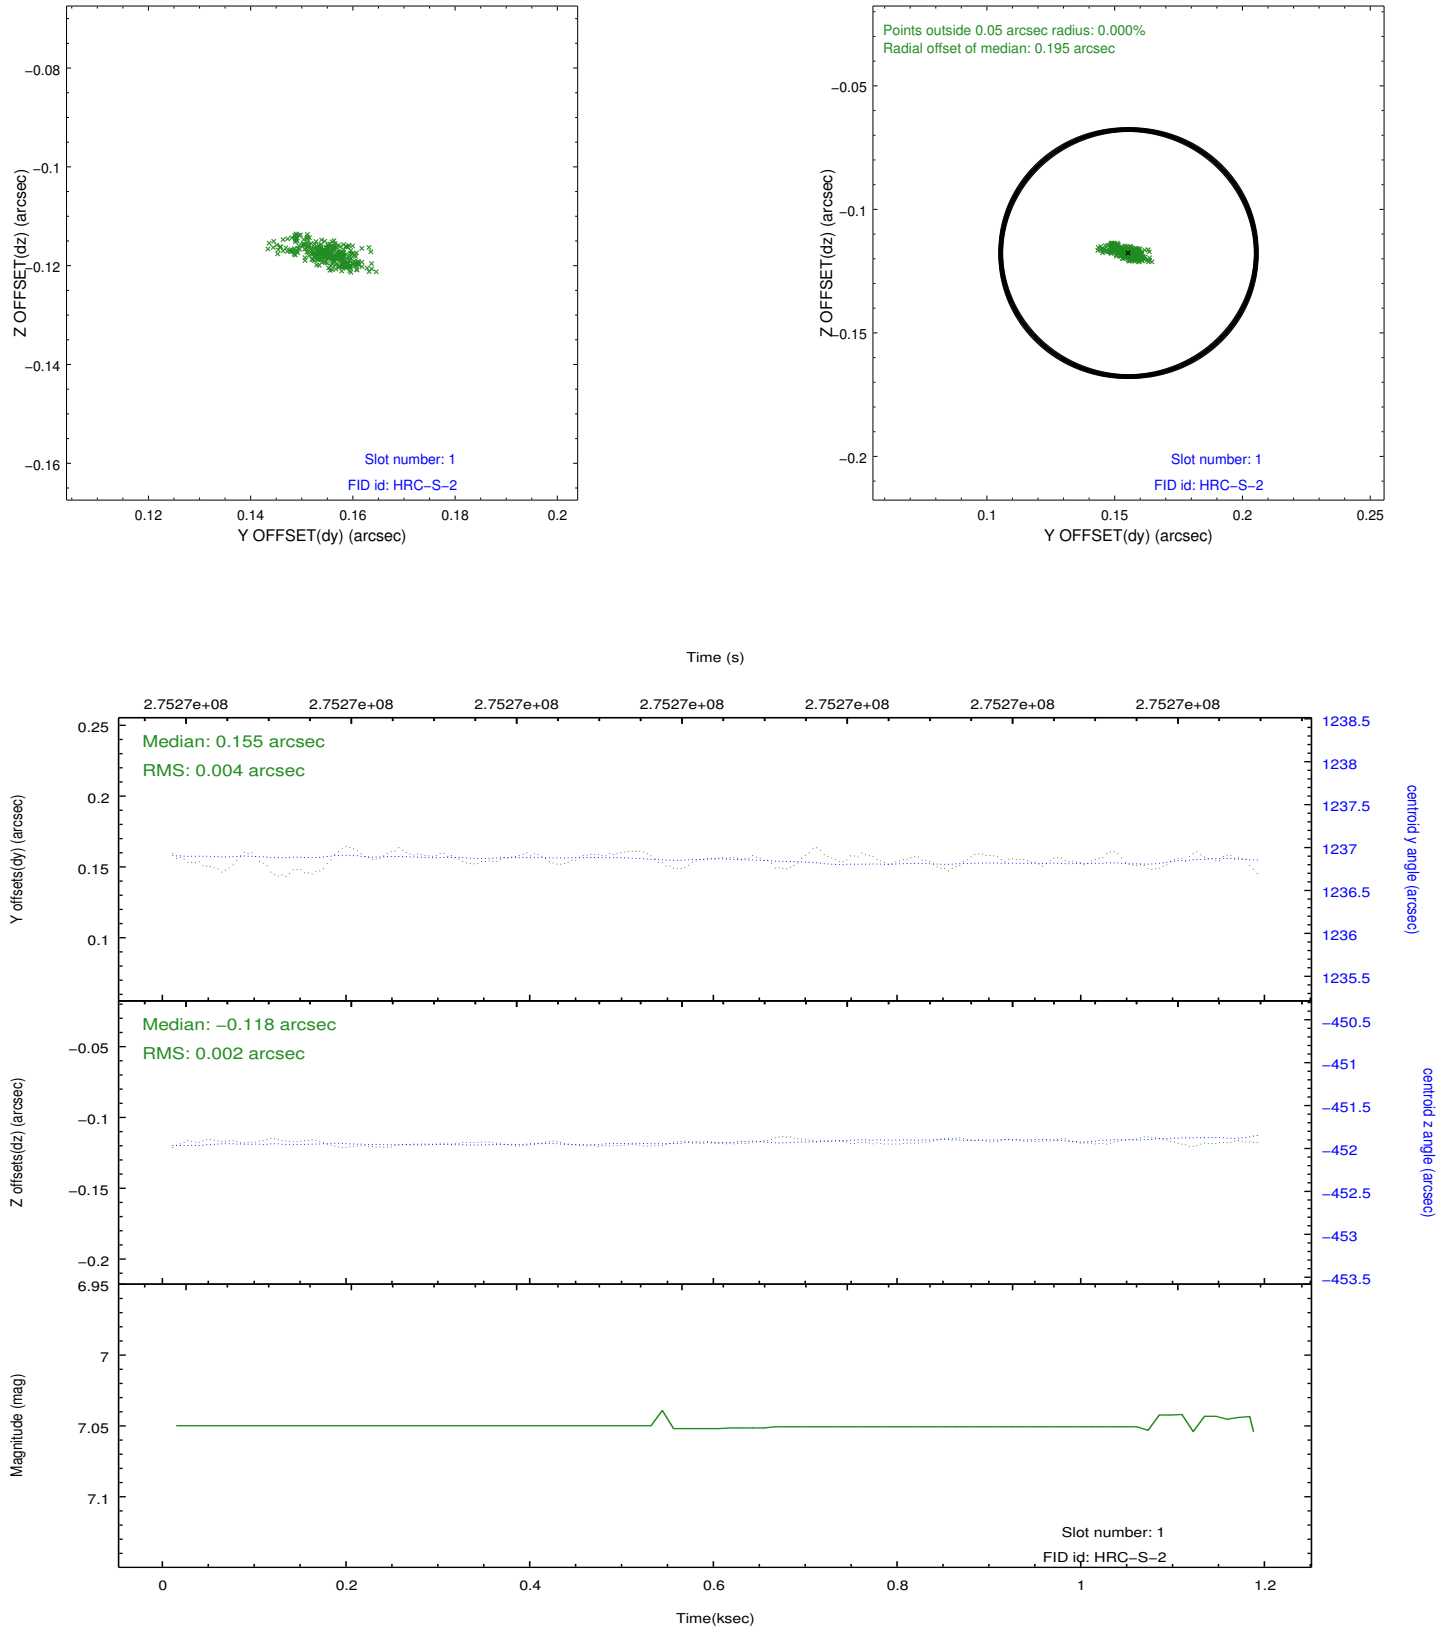 −0.08
−0.1
−0.12
−0.14
−0.16
Z OFFSET(dz) (arcsec)
Slot number: 1
FID id: HRC−S−2
0.12
0.14
0.16
0.18
0.2
Y OFFSET(dy) (arcsec)
Points outside 0.05 arcsec radius: 0.000%
Radial offset of median: 0.195 arcsec
−0.05
−0.1
−0.15
−0.2
Z OFFSET(dz) (arcsec)
Slot number: 1
FID id: HRC−S−2
0.1
0.15
0.2
0.25
Y OFFSET(dy) (arcsec)
Time (s)
2.7527e+08 2.7527e+08 2.7527e+08 2.7527e+08 2.7527e+08 2.7527e+08 2.7527e+08
Median: 0.155 arcsec
RMS: 0.004 arcsec
0.25
0.2
0.15
0.1
Y offsets(dy) (arcsec)
1238.5
1238
1237.5
1237
1236.5
1236
1235.5
centroid y angle (arcsec)
Median: −0.118 arcsec
RMS: 0.002 arcsec
−0.05
−0.1
−0.15
−0.2
Z offsets(dz) (arcsec)
−450.5
−451
−451.5
−452
−452.5
−453
−453.5
centroid z angle (arcsec)
6.95
7
7.05
7.1
Magnitude (mag)
Slot number: 1
FID id: HRC−S−2
0 0.2 0.4 0.6 0.8 1 1.2
Time(ksec)